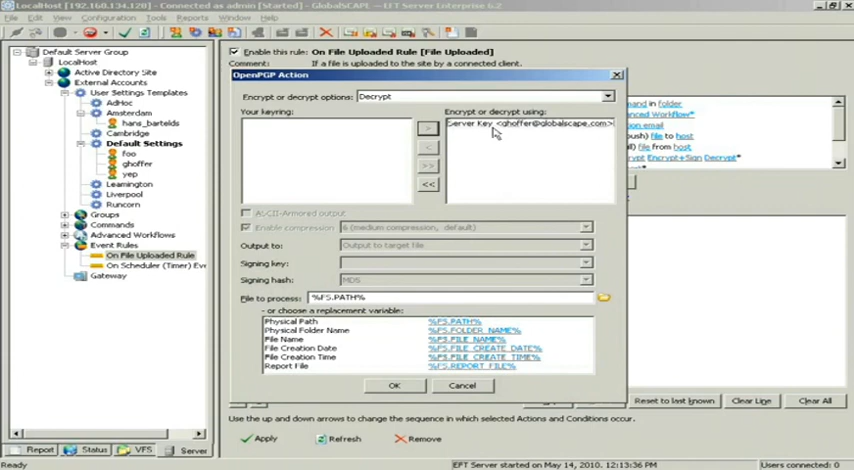 LocalHost [192.168.134.128] - Connected as admin [Started] - GlobalSCAPE - EFT Server Enterprise 6.2
File Edit View Configuration Tools Reports Window Help
Default Server Group
LocalHost
Active Directory Site
External Accounts
User Settings Templates
AdHoc
Amsterdam
hans_bartelds
Cambridge
Default Settings
foo
ghoffer
yep
Leamington
Liverpool
Runcorn
Groups
Commands
Advanced Workflows
Event Rules
On File Uploaded Rule
On Scheduler (Timer) Eve
Gateway
Report Status VFS Server
Enable this rule: On File Uploaded Rule [File Uploaded]
Comment: If a file is uploaded to the site by a connected client.
OpenPGP Action
Encrypt or decrypt options: Decrypt
Your keyring: Encrypt or decrypt using:
Server Key <ghoffer@globalscape.com>
>
<
>>
<<
ASCII-Armored output
Enable compression 6 (medium compression, default)
Output to: Output to target file
Signing key:
Signing hash: MD5
File to process: %FS.PATH%
- or choose a replacement variable:
Physical Path %FS.PATH%
Physical Folder Name %FS.FOLDER_NAME%
File Name %FS.FILE_NAME%
File Creation Date %FS.FILE_CREATE_DATE%
File Creation Time %FS.FILE_CREATE_TIME%
Report File %FS.REPORT_FILE%
OK Cancel
and in folder
vanced Workflow*
tion email
all) file to host
all) file from host
Encrypt+Sign Decrypt*
Reset to last known Clear Line Clear All
Use the up and down arrows to change the sequence in which selected Actions and Conditions occur.
Apply Refresh Remove
Ready
EFT Server started on May 14, 2010. 12:13:36 PM Users connected: 0